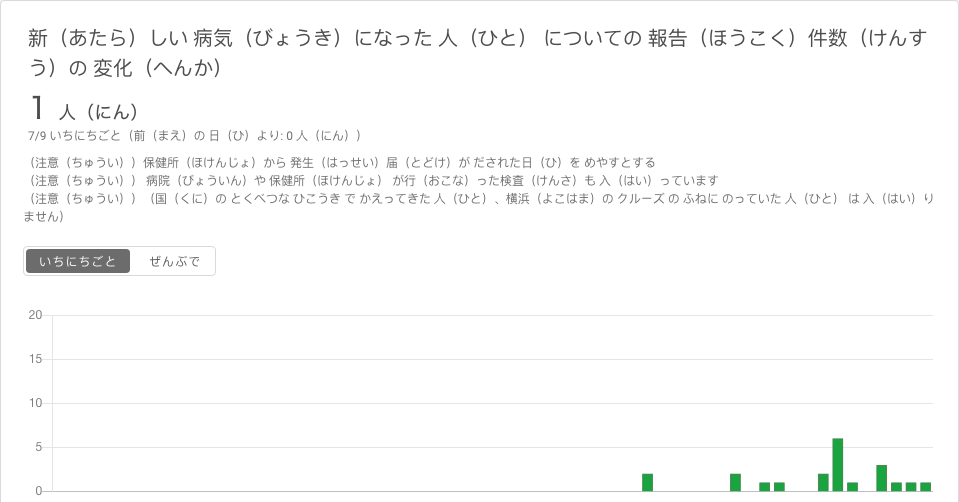 新（あたら）しい 病気（びょうき）になった 人（ひと） についての 報告（ほうこく）件数（けんす
う）の 変化（へんか）
1 人（にん）
7/9 いちにちごと（前（まえ）の 日（ひ）より: 0 人（にん））
（注意（ちゅうい））保健所（ほけんじょ）から 発生（はっせい）届（とどけ）が だされた日（ひ）を めやすとする
（注意（ちゅうい）） 病院（びょういん）や 保健所（ほけんじょ） が行（おこな）った検査（けんさ）も 入（はい）っています
（注意（ちゅうい））（国（くに）の とくべつな ひこうき で かえってきた 人（ひと）、横浜（よこはま）の クルーズ の ふねに のっていた 人（ひと） は 入（はい）り
ません）
いちにちごと ぜんぶで
20
15
10
5
0